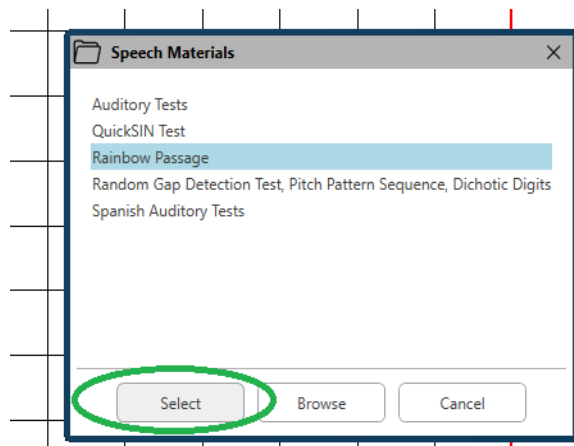 Speech Materials
Auditory Tests
QuickSIN Test
Rainbow Passage
Random Gap Detection Test, Pitch Pattern Sequence, Dichotic Digits
Spanish Auditory Tests
Select Browse Cancel